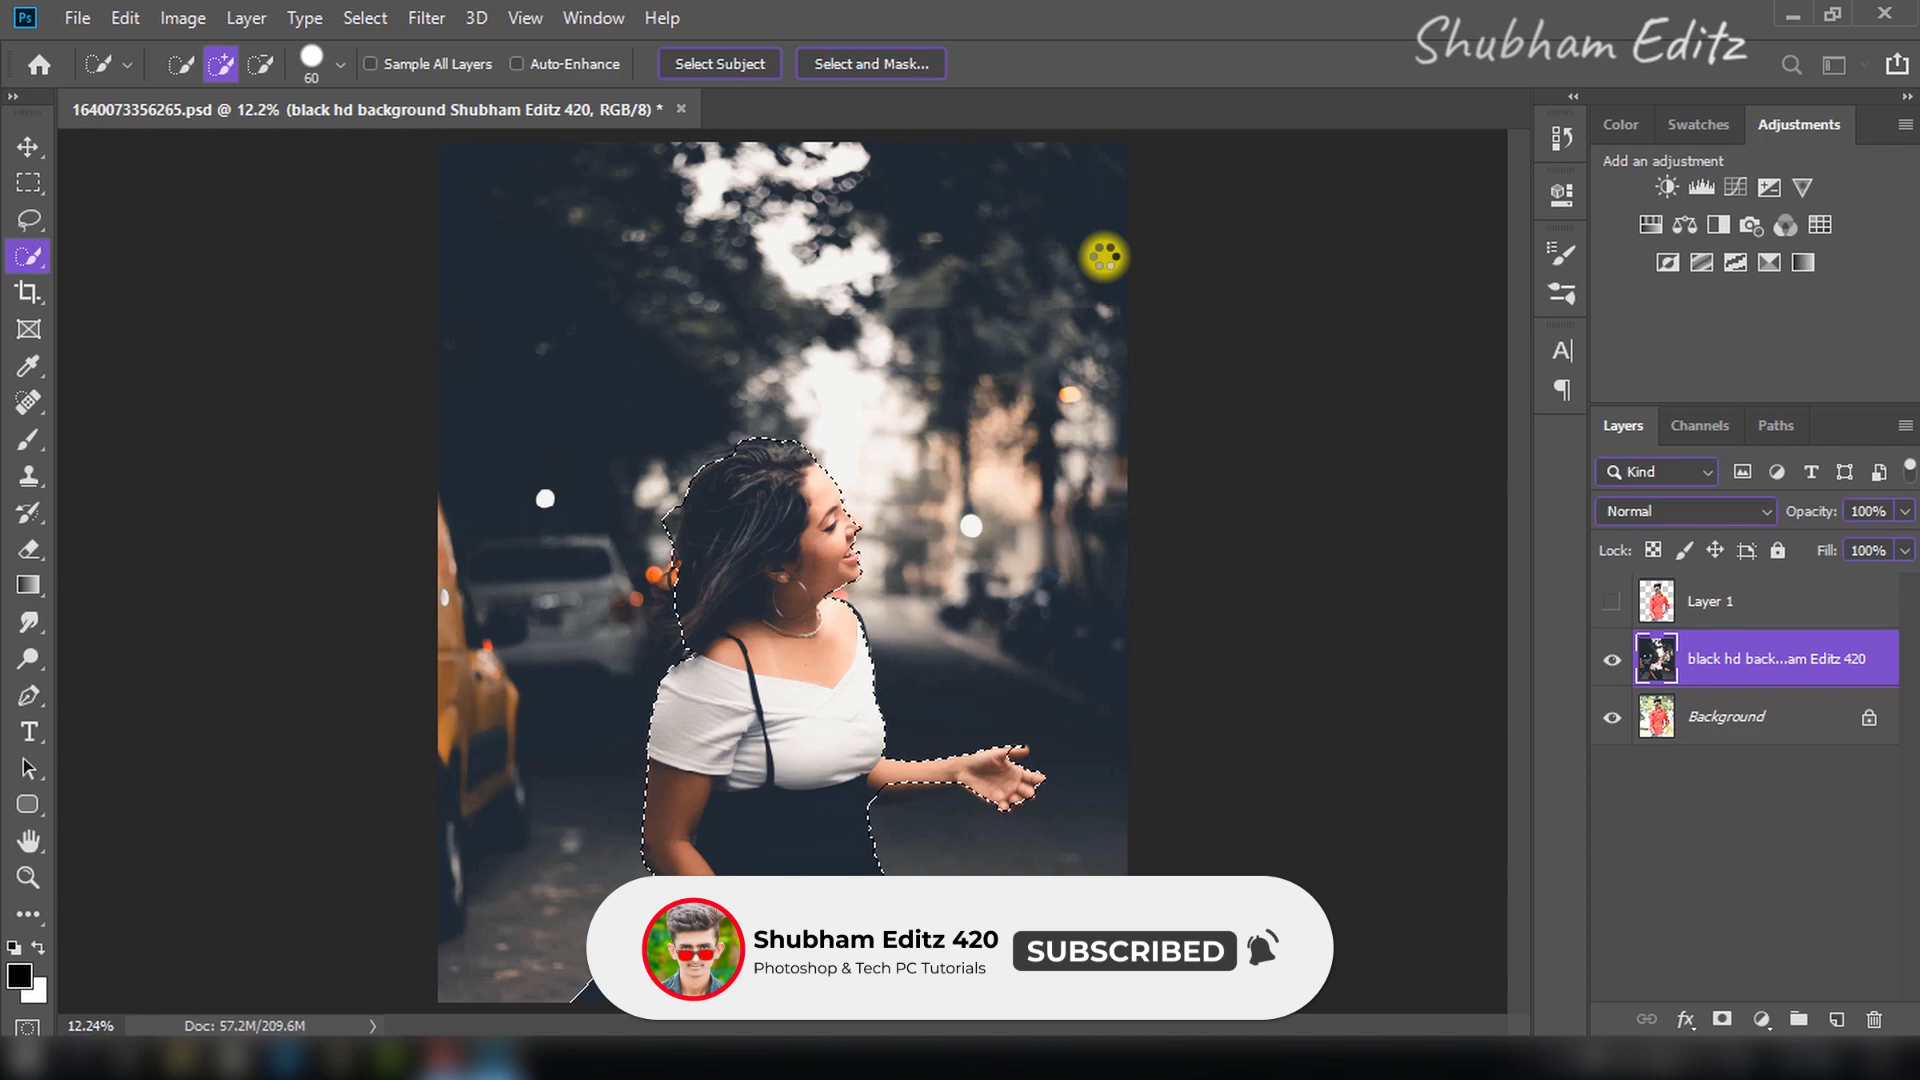 Ps File Edit Image Layer Type Select Filter 3D View Window Help
Shubham Editz
60 Sample All Layers Auto-Enhance Select Subject Select and Mask...
1640073356265.psd @ 12.2% (black hd background Shubham Editz 420, RGB/8) *
Color Swatches Adjustments
Add an adjustment
Layers Channels Paths
Kind
Normal Opacity: 100%
Lock: Fill: 100%
Layer 1
black hd back...am Editz 420
Background
Shubham Editz 420
Photoshop & Tech PC Tutorials
SUBSCRIBED
12.24% Doc: 57.2M/209.6M